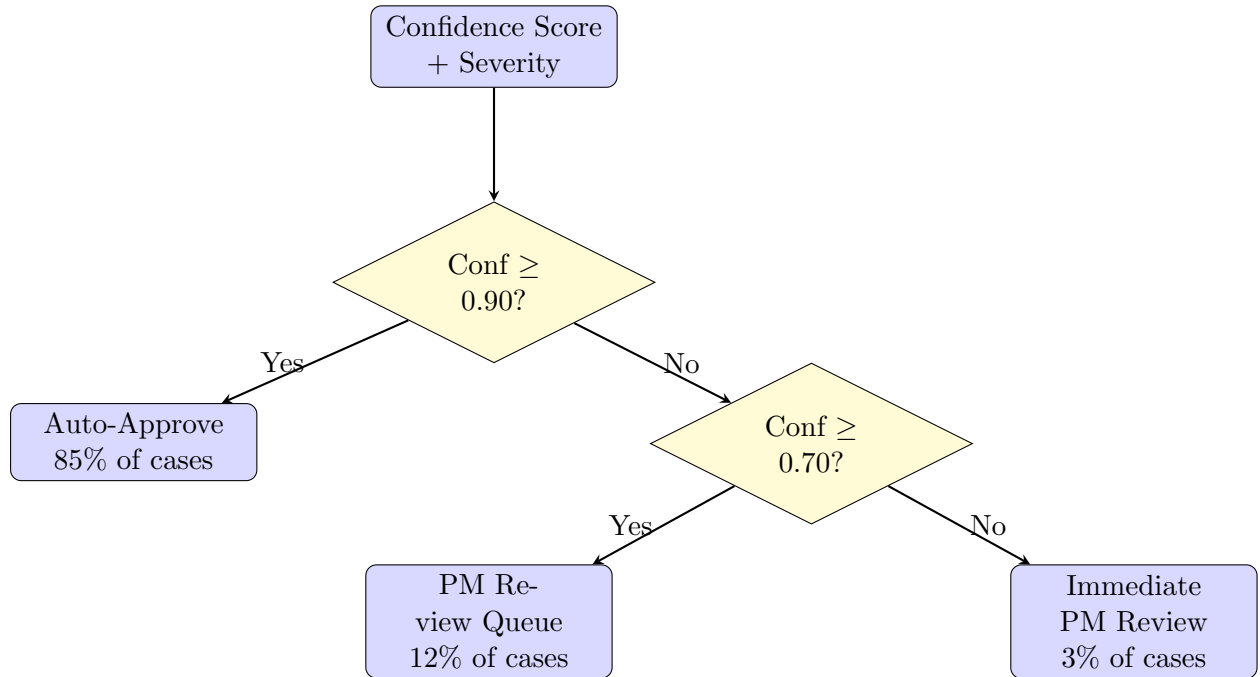 Confidence Score
+ Severity
Conf ≥
0.90?
Yes
No
Auto-Approve
85% of cases
Conf ≥
0.70?
Yes
No
PM Re-
view Queue
12% of cases
Immediate
PM Review
3% of cases